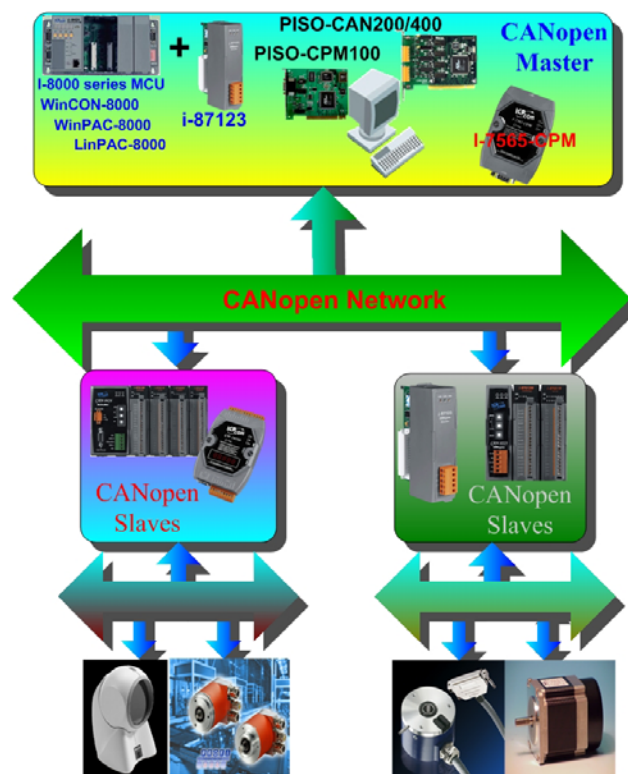 PISO-CAN200/400
PISO-CPM100
CANopen
Master
I-8000 series MCU
WinCON-8000
WinPAC-8000
LinPAC-8000
+
i-87123
I-7565-CPM
CANopen Network
CANopen
Slaves
CANopen
Slaves